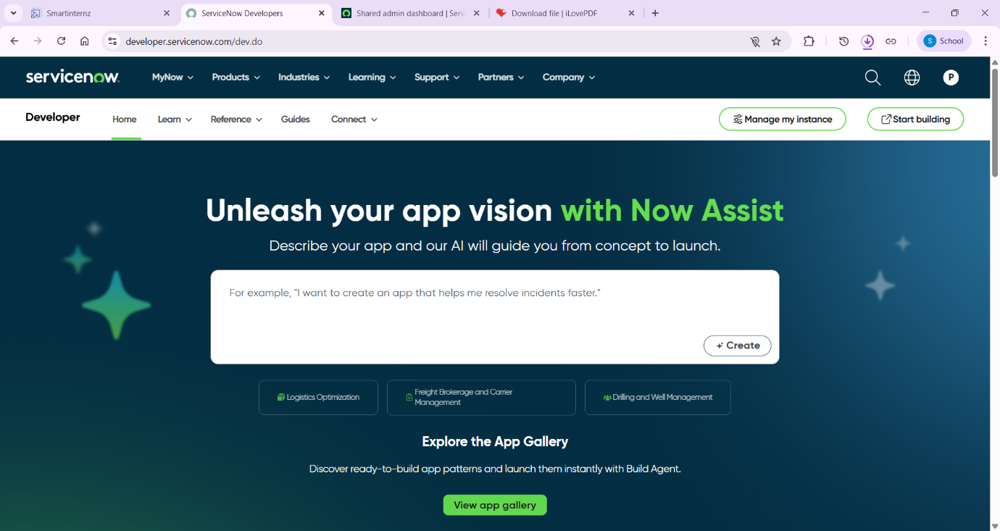 Smartinternz
ServiceNow Developers
Shared admin dashboard | Serv
Download file | iLovePDF
developer.servicenow.com/dev.do
S School
servicenow
MyNow Products Industries Learning Support Partners Company
P
Developer
Home Learn Reference Guides Connect
Manage my instance
Start building
Unleash your app vision with Now Assist
Describe your app and our AI will guide you from concept to launch.
For example, "I want to create an app that helps me resolve incidents faster."
Create
Logistics Optimization
Freight Brokerage and Carrier
Management
Drilling and Well Management
Explore the App Gallery
Discover ready-to-build app patterns and launch them instantly with Build Agent.
View app gallery